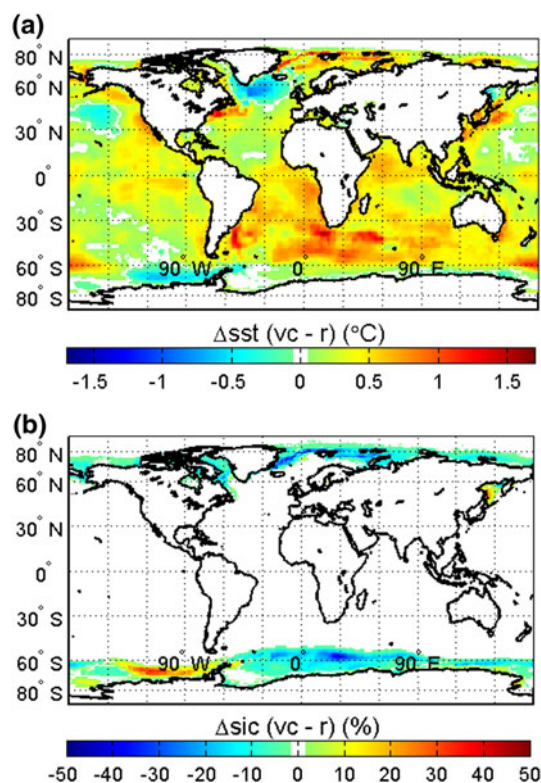 (a)
80° N
60° N
30° N
0°
30° S
60° S
80° S
90° W
0°
90° E
Δsst (vc - r) (°C)
-1.5 -1 -0.5 0 0.5 1 1.5
(b)
80° N
60° N
30° N
0°
30° S
60° S
80° S
90° W
0°
90° E
Δsic (vc - r) (%)
-50 -40 -30 -20 -10 0 10 20 30 40 50